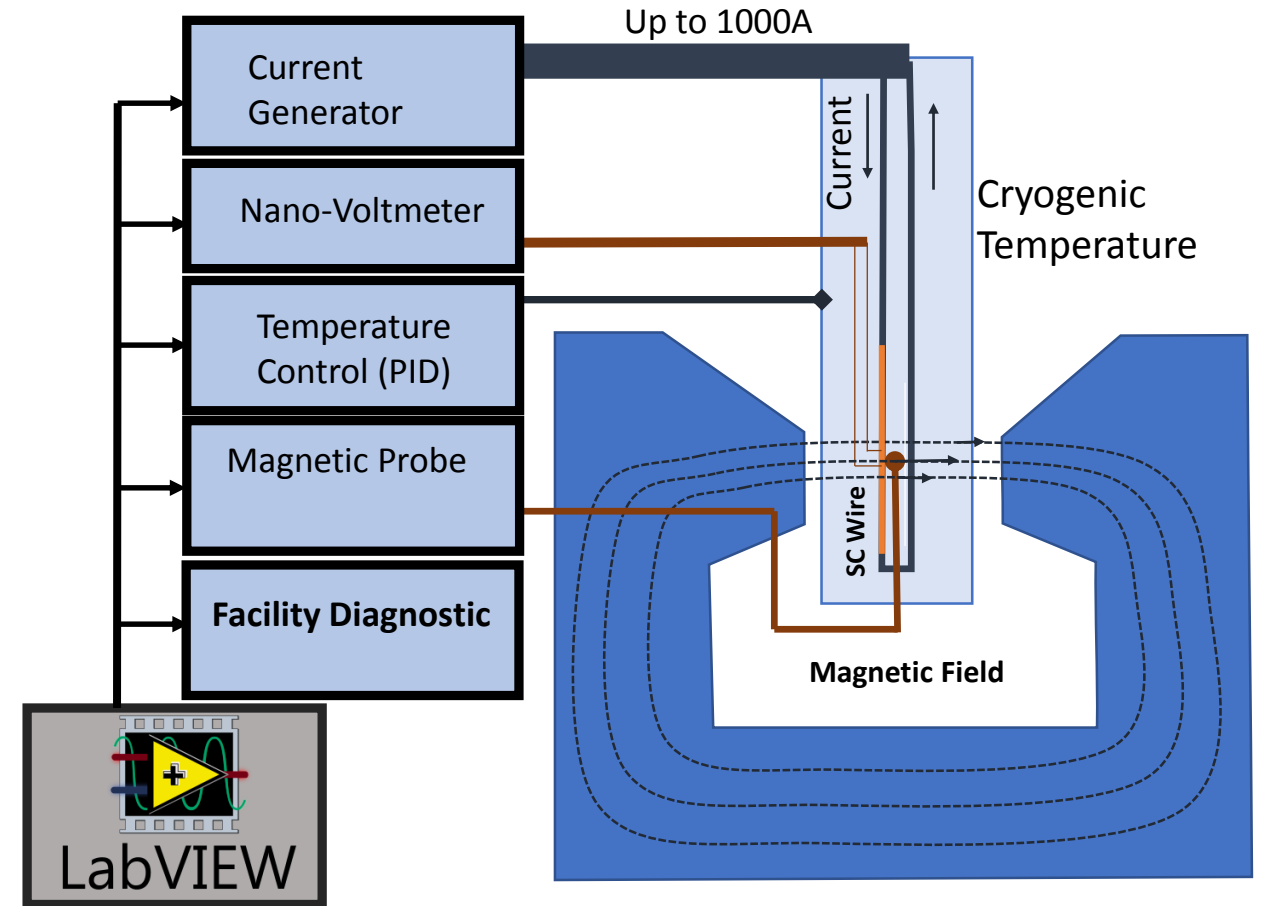 Up to 1000A
Current
Generator
Nano-Voltmeter
Temperature
Control (PID)
Magnetic Probe
Facility Diagnostic
LabVIEW
Current
Cryogenic
Temperature
SC Wire
Magnetic Field